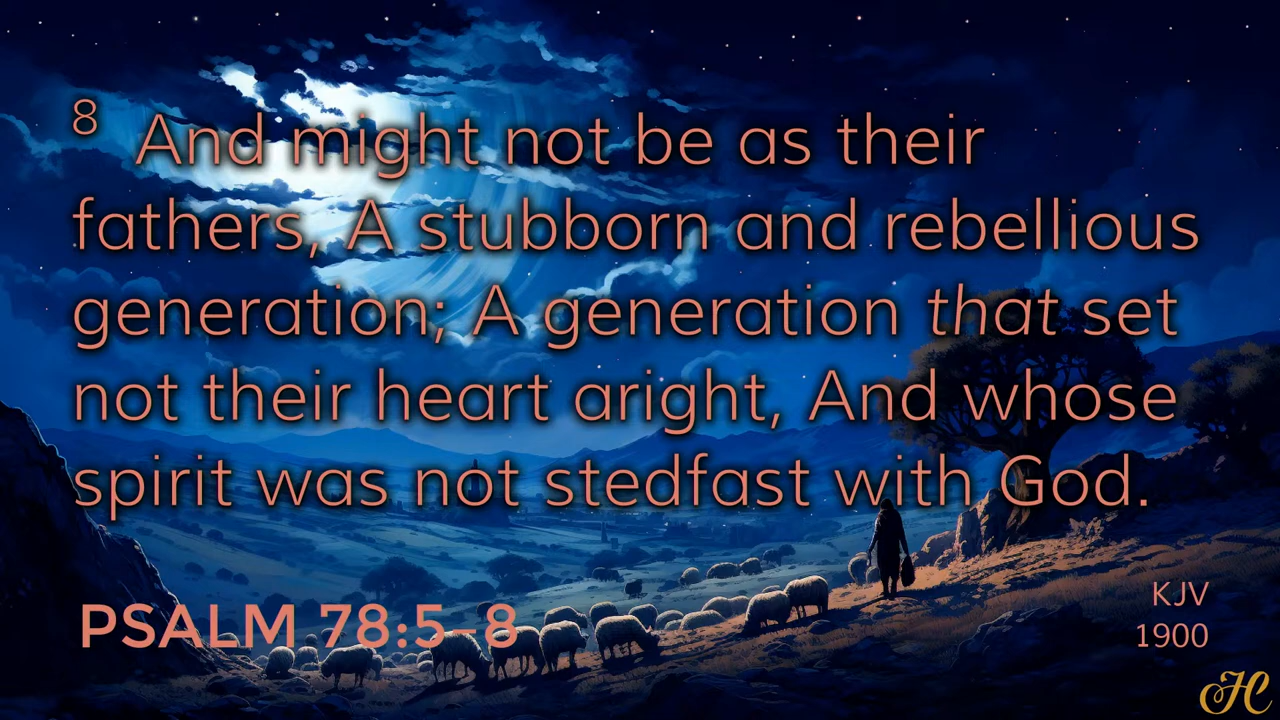 8 And might not be as their
fathers, A stubborn and rebellious
generation; A generation that set
not their heart aright, And whose
spirit was not stedfast with God.
PSALM 78:5–8
KJV
1900
HC